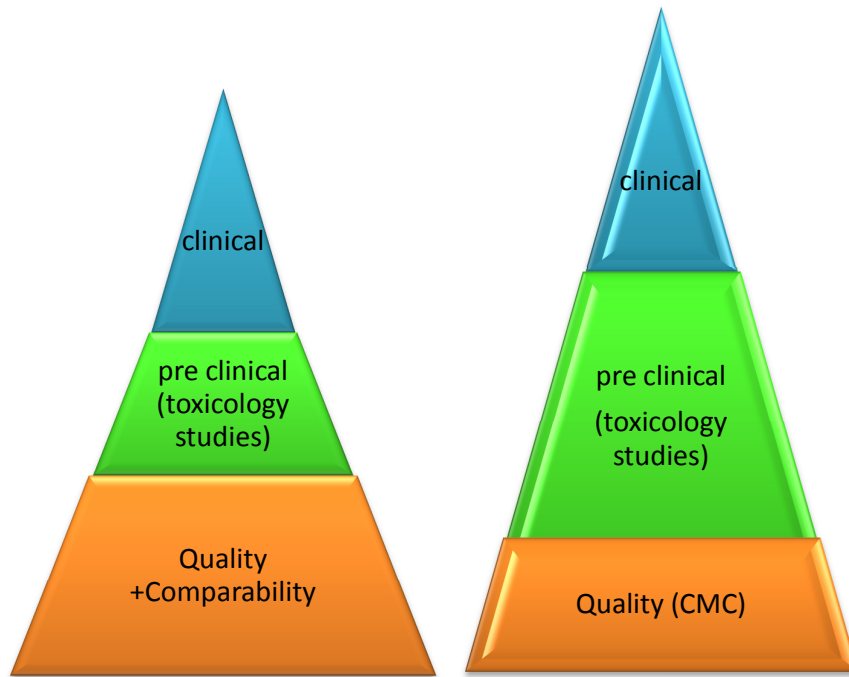 clinical
pre clinical
(toxicology
studies)
Quality
+Comparability
clinical
pre clinical
(toxicology
studies)
Quality (CMC)